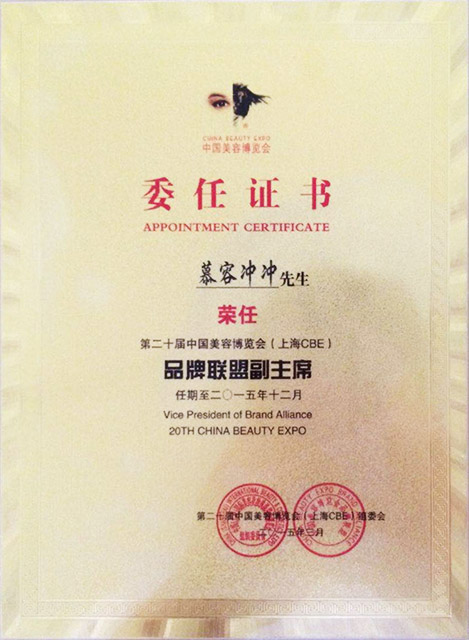 CHINA BEAUTY EXPO
中国美容博览会
委任证书
APPOINTMENT CERTIFICATE
慕容冲冲先生
荣任
第二十届中国美容博览会(上海CBE)
品牌联盟副主席
任期至二〇一五年十二月
Vice President of Brand Alliance
20TH CHINA BEAUTY EXPO
第二十届中国美容博览会(上海CBE)组委会